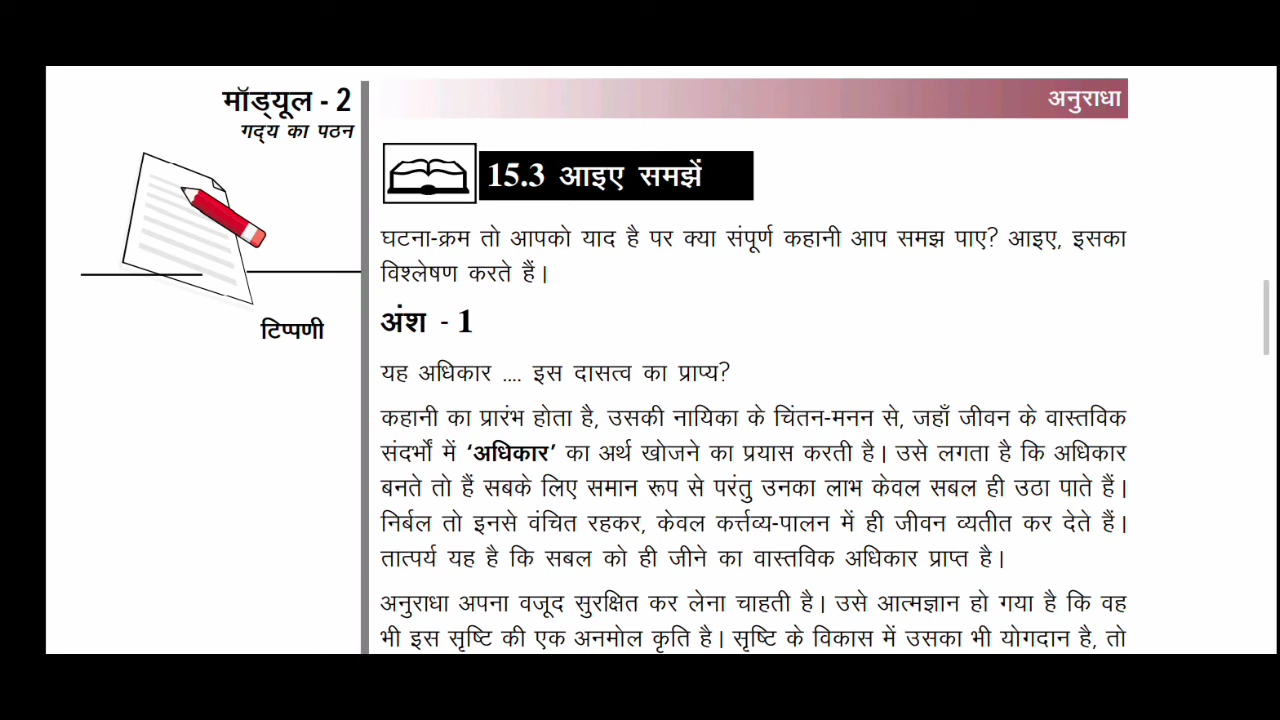 मॉड्यूल - 2
गद्य का पठन
टिप्पणी
अनुराधा
15.3 आइए समझें
घटना-क्रम तो आपको याद है पर क्या संपूर्ण कहानी आप समझ पाए? आइए, इसका
विश्लेषण करते हैं।
अंश - 1
यह अधिकार .... इस दासत्व का प्राप्य?
कहानी का प्रारंभ होता है, उसकी नायिका के चिंतन-मनन से, जहाँ जीवन के वास्तविक
संदर्भों में ‘अधिकार’ का अर्थ खोजने का प्रयास करती है। उसे लगता है कि अधिकार
बनते तो हैं सबके लिए समान रूप से परंतु उनका लाभ केवल सबल ही उठा पाते हैं।
निर्बल तो इनसे वंचित रहकर, केवल कर्त्तव्य-पालन में ही जीवन व्यतीत कर देते हैं।
तात्पर्य यह है कि सबल को ही जीने का वास्तविक अधिकार प्राप्त है।
अनुराधा अपना वजूद सुरक्षित कर लेना चाहती है। उसे आत्मज्ञान हो गया है कि वह
भी इस सृष्टि की एक अनमोल कृति है। सृष्टि के विकास में उसका भी योगदान है, तो